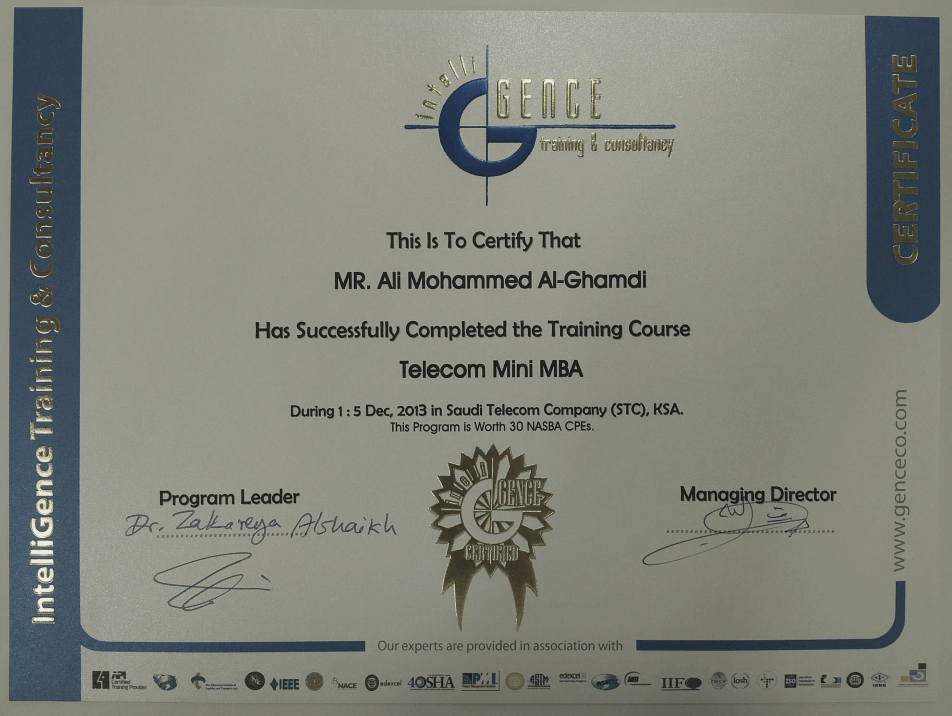 IntelliGence Training & Consultancy
CERTIFICATE
intelli GENCE
training & consultancy
This Is To Certify That
MR. Ali Mohammed Al-Ghamdi
Has Successfully Completed the Training Course
Telecom Mini MBA
During 1 : 5 Dec, 2013 in Saudi Telecom Company (STC), KSA.
This Program is Worth 30 NASBA CPEs.
Program Leader
Dr. Zakareya Alshaikh
Managing Director
intelli GENCE
CERTIFIED
www.genceco.com
Our experts are provided in association with
API Certified Training Provider
IEEE
NACE
edexcel
OSHA
PMI
edexcel
IIF
iosh